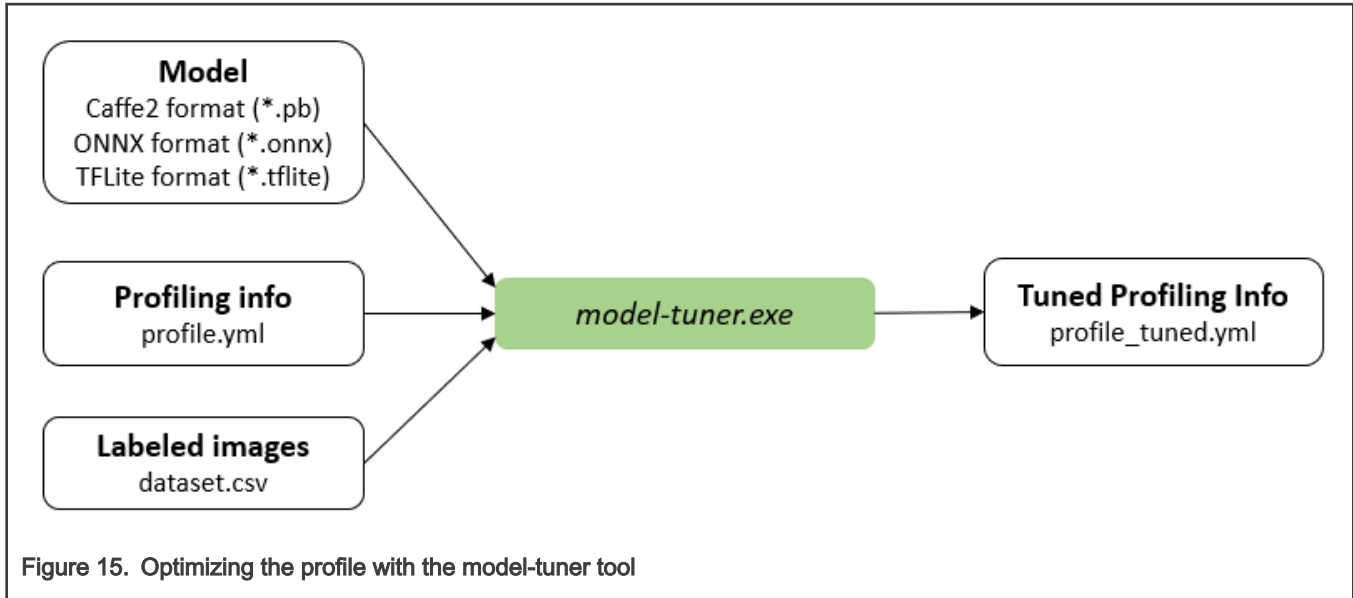 Model
Caffe2 format (*.pb)
ONNX format (*.onnx)
TFLite format (*.tflite)
Profiling info
profile.yml
Labeled images
dataset.csv
model-tuner.exe
Tuned Profiling Info
profile_tuned.yml
Figure 15. Optimizing the profile with the model-tuner tool